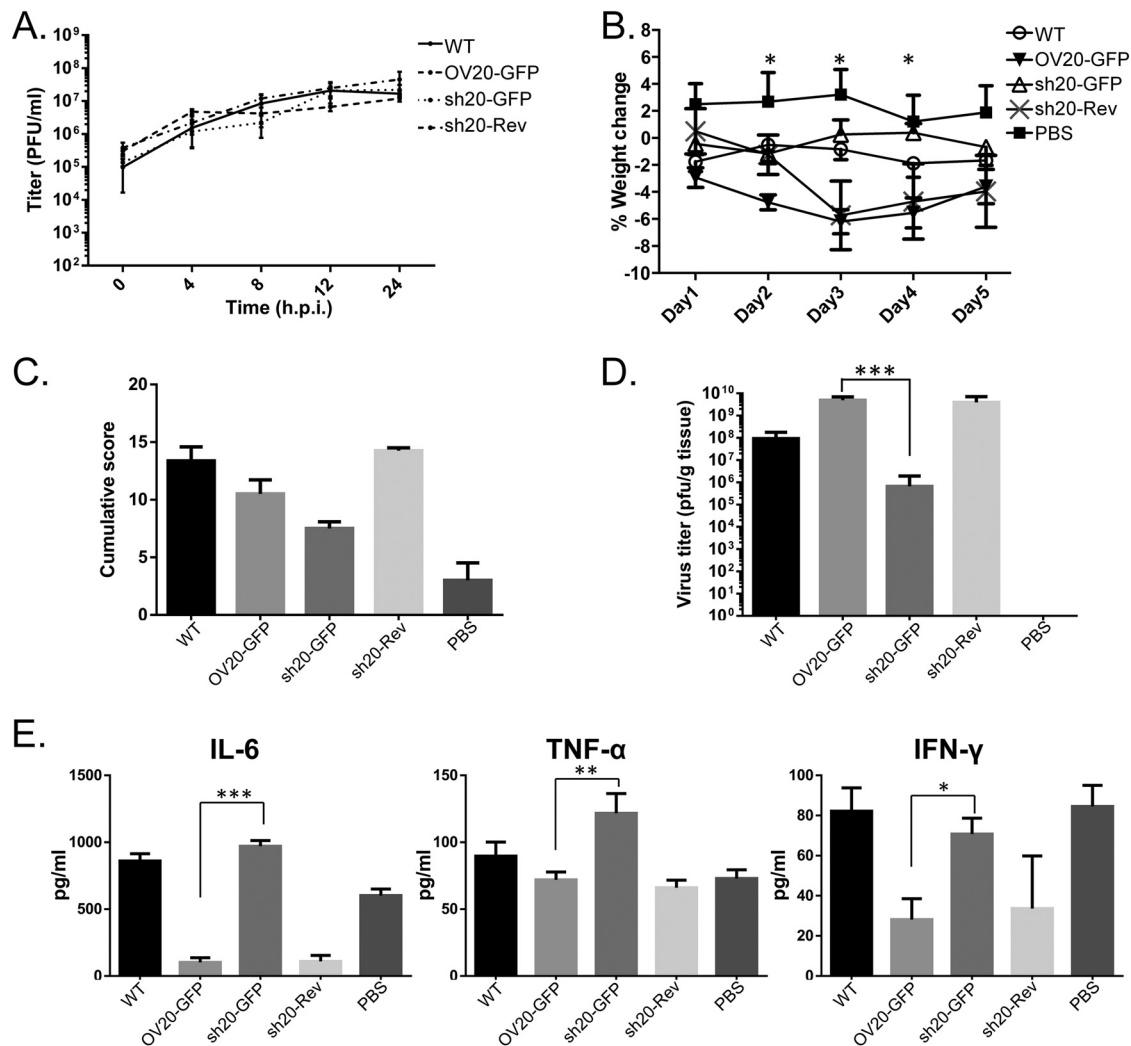 A.
Titer (PFU/ml)
10⁹
10⁸
10⁷
10⁶
10⁵
10⁴
10³
10²
0
4
8
12
24
Time (h.p.i.)
WT
OV20-GFP
sh20-GFP
sh20-Rev
B.
% Weight change
8
6
4
2
0
-2
-4
-6
-8
-10
* * *
Day1
Day2
Day3
Day4
Day5
WT
OV20-GFP
sh20-GFP
sh20-Rev
PBS
C.
Cumulative score
20
15
10
5
0
WT
OV20-GFP
sh20-GFP
sh20-Rev
PBS
D.
Virus titer (pfu/g tissue)
10¹⁰
10⁹
10⁸
10⁷
10⁶
10⁵
10⁴
10³
10²
10¹
10⁰
***
WT
OV20-GFP
sh20-GFP
sh20-Rev
PBS
E.
IL-6
pg/ml
1500
1000
500
0
***
WT
OV20-GFP
sh20-GFP
sh20-Rev
PBS
TNF-α
pg/ml
150
100
50
0
**
WT
OV20-GFP
sh20-GFP
sh20-Rev
PBS
IFN-γ
pg/ml
100
80
60
40
20
0
*
WT
OV20-GFP
sh20-GFP
sh20-Rev
PBS